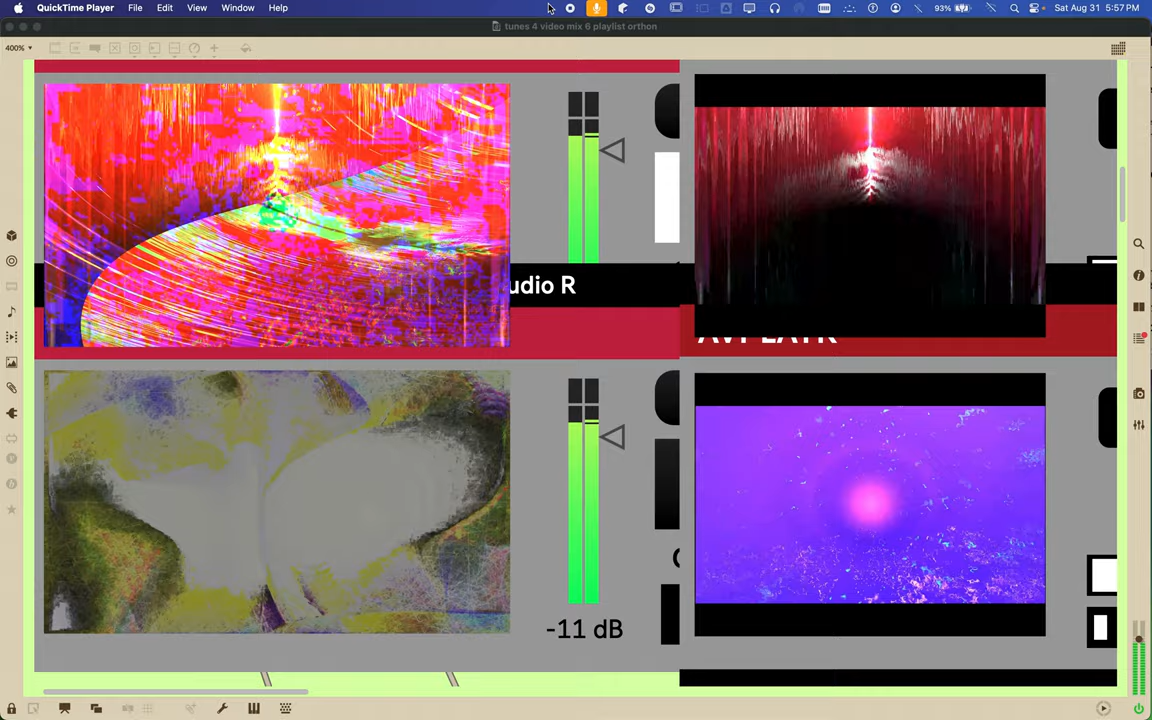 QuickTime Player File Edit View Window Help 93% Sat Aug 31 5:57 PM
tunes 4 video mix 6 playlist orthon
400%
udio R
-11 dB